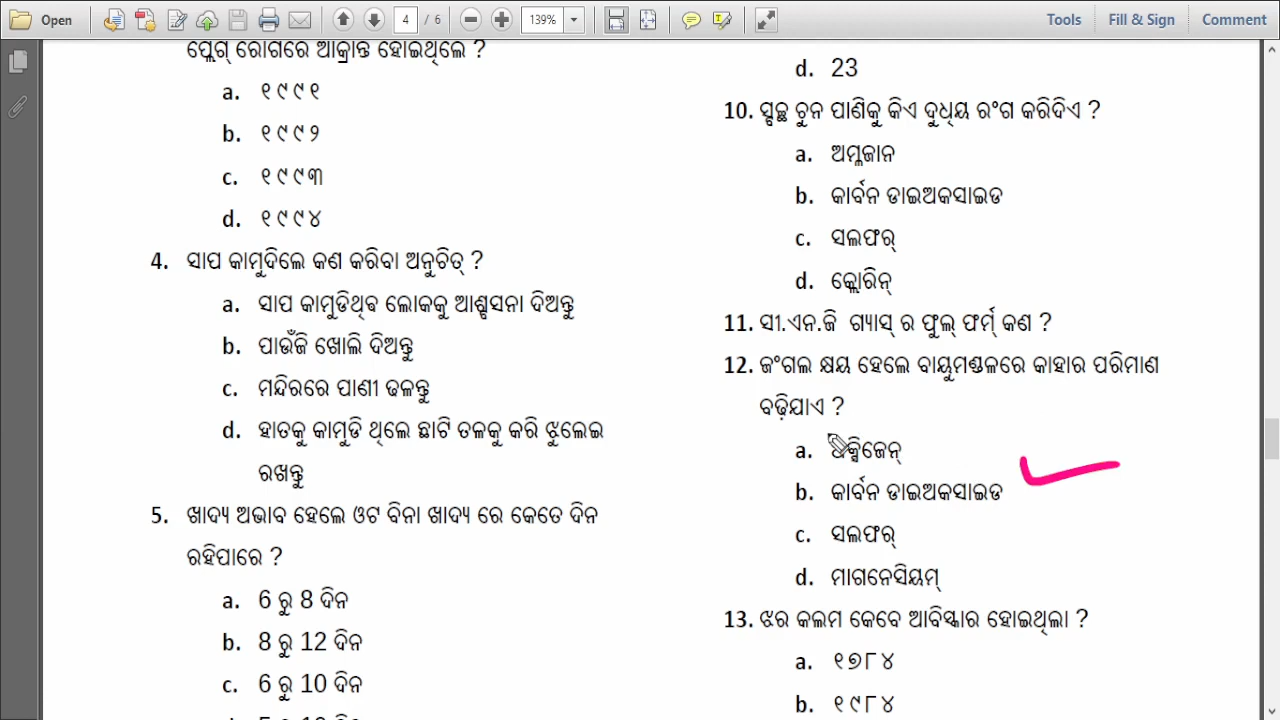 Open
4 / 6
139%
Tools
Fill & Sign
Comment
ପ୍ଲେଗ୍ ରୋଗରେ ଆକ୍ରାନ୍ତ ହୋଇଥିଲେ ?
a. ୧୯୯୧
b. ୧୯୯୨
c. ୧୯୯୩
d. ୧୯୯୪
4. ସାପ କାମୁଦିଲେ କଣ କରିବା ଅନୁଚିତ୍ ?
a. ସାପ କାମୁଡିଥିବ ଲୋକକୁ ଆଶ୍ବସନା ଦିଅନ୍ତୁ
b. ପାଉଁଜି ଖୋଲି ଦିଅନ୍ତୁ
c. ମନ୍ଦିରରେ ପାଣୀ ଢଳନ୍ତୁ
d. ହାତକୁ କାମୁଡି ଥିଲେ ଛାଟି ତଳକୁ କରି ଝୁଲେଇ
ରଖନ୍ତୁ
5. ଖାଦ୍ୟ ଅଭାବ ହେଲେ ଓଟ ବିନା ଖାଦ୍ୟ ରେ କେତେ ଦିନ
ରହିପାରେ ?
a. 6 ରୁ 8 ଦିନ
b. 8 ରୁ 12 ଦିନ
c. 6 ରୁ 10 ଦିନ
d. 23
10. ସ୍ବଚ୍ଛ ଚୁନ ପାଣିକୁ କିଏ ଦୁଧିୟ ରଂଗ କରିଦିଏ ?
a. ଅମ୍ଳଜାନ
b. କାର୍ବନ ଡାଇଅକସାଇଡ
c. ସଲଫର୍
d. କ୍ଲୋରିନ୍
11. ସୀ.ଏନ.ଜି ଗ୍ୟାସ୍ ର ଫୁଲ୍ ଫର୍ମ୍ କଣ ?
12. ଜଂଗଲ କ୍ଷୟ ହେଲେ ବାୟୁମଣ୍ଡଳରେ କାହାର ପରିମାଣ
ବଢ଼ିଯାଏ ?
a.
b. କାର୍ବନ ଡାଇଅକସାଇଡ
c. ସଲଫର୍
d. ମାଗନେସିୟମ୍
13. ଝର କଲମ କେବେ ଆବିସ୍କାର ହୋଇଥିଲା ?
a. ୧୭୮୪
b. ୧୯୮୪